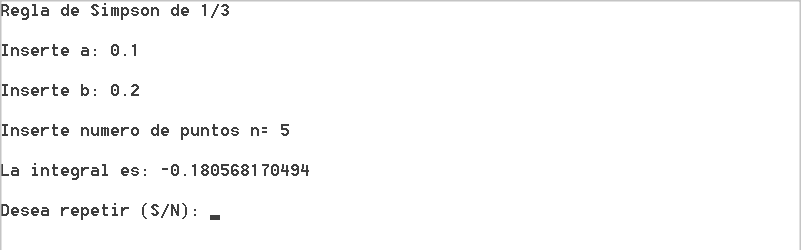 Regla de Simpson de 1/3
Inserte a: 0.1
Inserte b: 0.2
Inserte numero de puntos n= 5
La integral es: -0.180568170494
Desea repetir (S/N): _